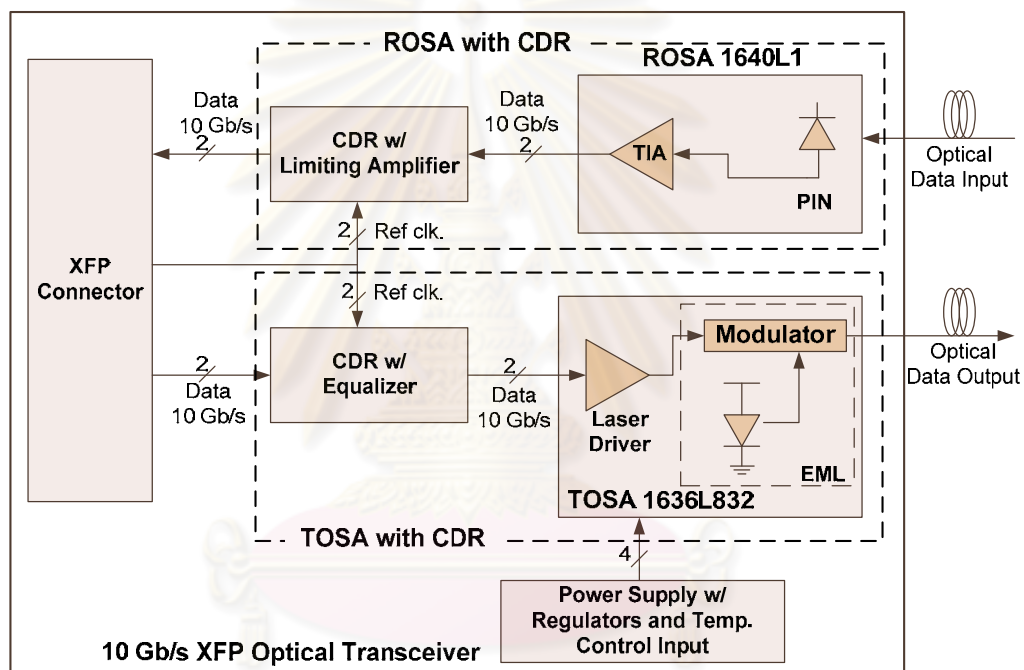 ROSA with CDR
ROSA 1640L1
Data
10 Gb/s
2
CDR w/
Limiting Amplifier
Data
10 Gb/s
2
TIA
PIN
Optical
Data Input
2
Ref clk.
XFP
Connector
2
Ref clk.
2
Data
10 Gb/s
CDR w/
Equalizer
2
Data
10 Gb/s
Laser
Driver
Modulator
EML
Optical
Data Output
TOSA 1636L832
TOSA with CDR
4
Power Supply w/
Regulators and Temp.
Control Input
10 Gb/s XFP Optical Transceiver